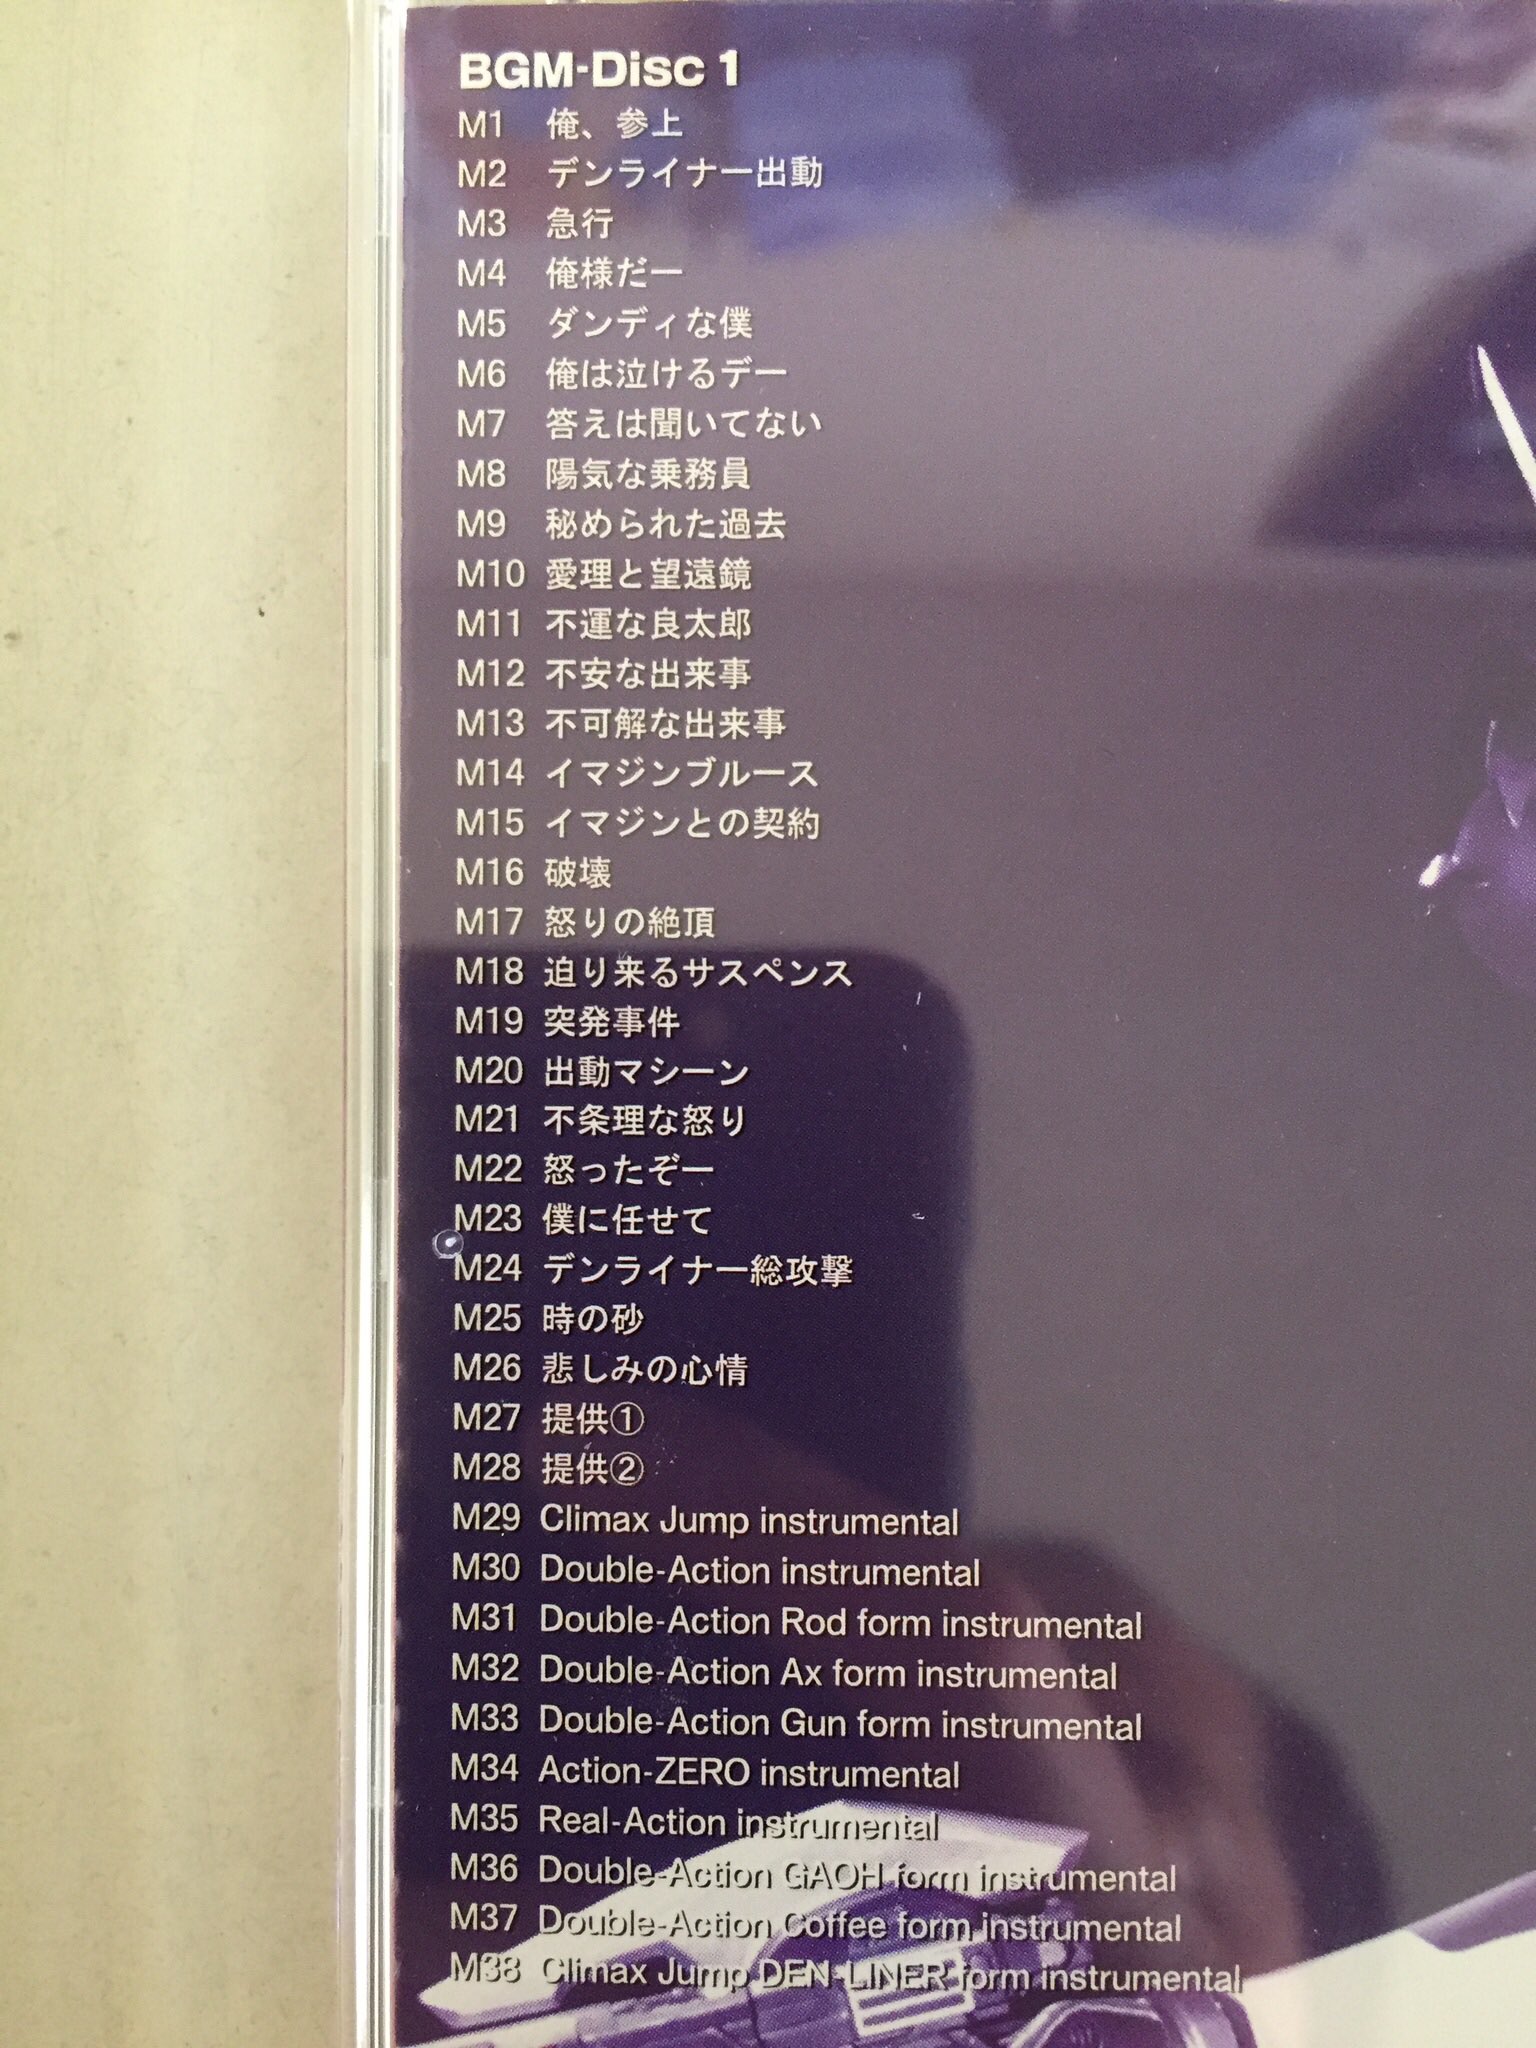 BGM-Disc 1
M1 俺、参上
M2 デンライナー出動
M3 急行
M4 俺様だー
M5 ダンディな僕
M6 俺は泣けるデー
M7 答えは聞いてない
M8 陽気な乗務員
M9 秘められた過去
M10 愛理と望遠鏡
M11 不運な良太郎
M12 不安な出来事
M13 不可解な出来事
M14 イマジンブルース
M15 イマジンとの契約
M16 破壊
M17 怒りの絶頂
M18 迫り来るサスペンス
M19 突発事件
M20 出動マシーン
M21 不条理な怒り
M22 怒ったぞー
M23 僕に任せて
M24 デンライナー総攻撃
M25 時の砂
M26 悲しみの心情
M27 提供①
M28 提供②
M29 Climax Jump instrumental
M30 Double-Action instrumental
M31 Double-Action Rod form instrumental
M32 Double-Action Ax form instrumental
M33 Double-Action Gun form instrumental
M34 Action-ZERO instrumental
M35 Real-Action instrumental
M36 Double-Action GAOH form instrumental
M37 Double-Action Coffee form instrumental
M38 Climax Jump DEN-LINER form instrumental